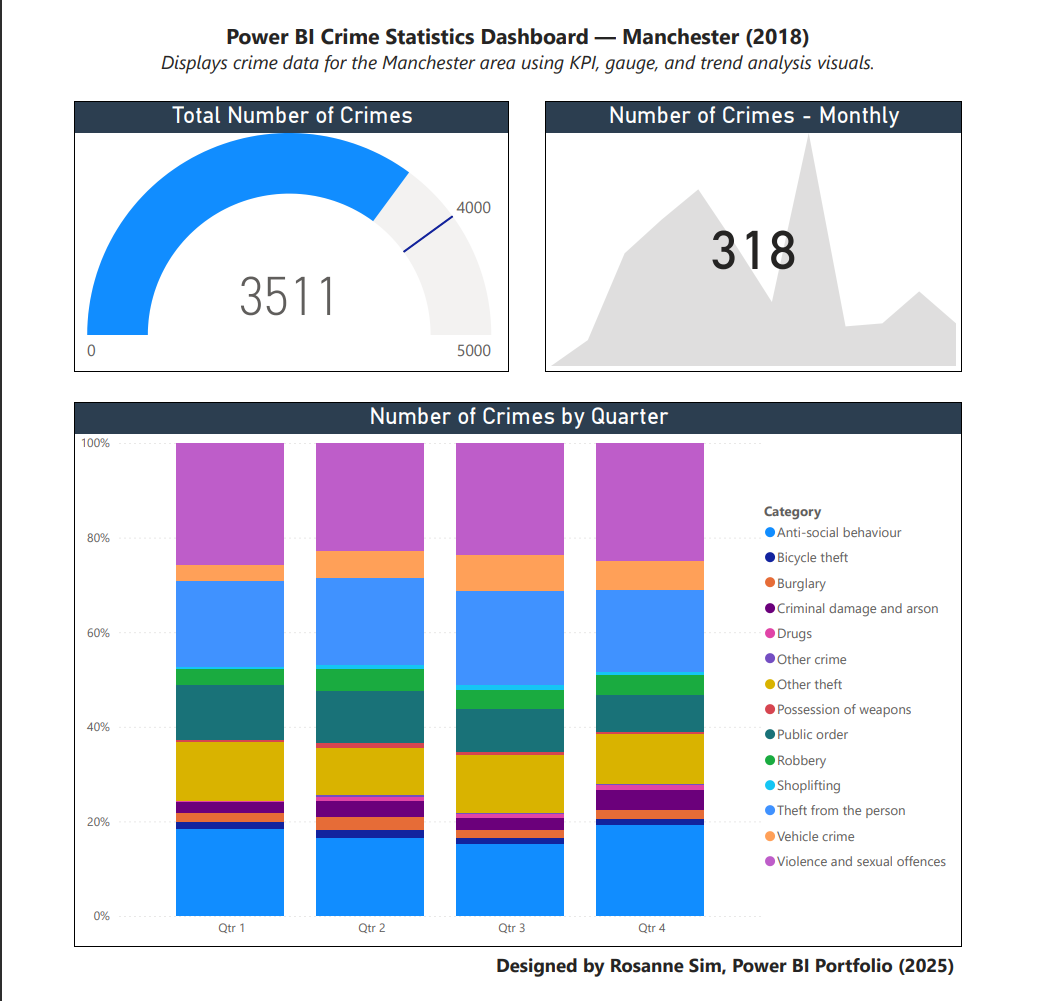 Power BI Crime Statistics Dashboard — Manchester (2018)
Displays crime data for the Manchester area using KPI, gauge, and trend analysis visuals.
Total Number of Crimes
4000
3511
0
5000
Number of Crimes - Monthly
318
Number of Crimes by Quarter
100%
80%
60%
40%
20%
0%
Qtr 1
Qtr 2
Qtr 3
Qtr 4
Category
Anti-social behaviour
Bicycle theft
Burglary
Criminal damage and arson
Drugs
Other crime
Other theft
Possession of weapons
Public order
Robbery
Shoplifting
Theft from the person
Vehicle crime
Violence and sexual offences
Designed by Rosanne Sim, Power BI Portfolio (2025)